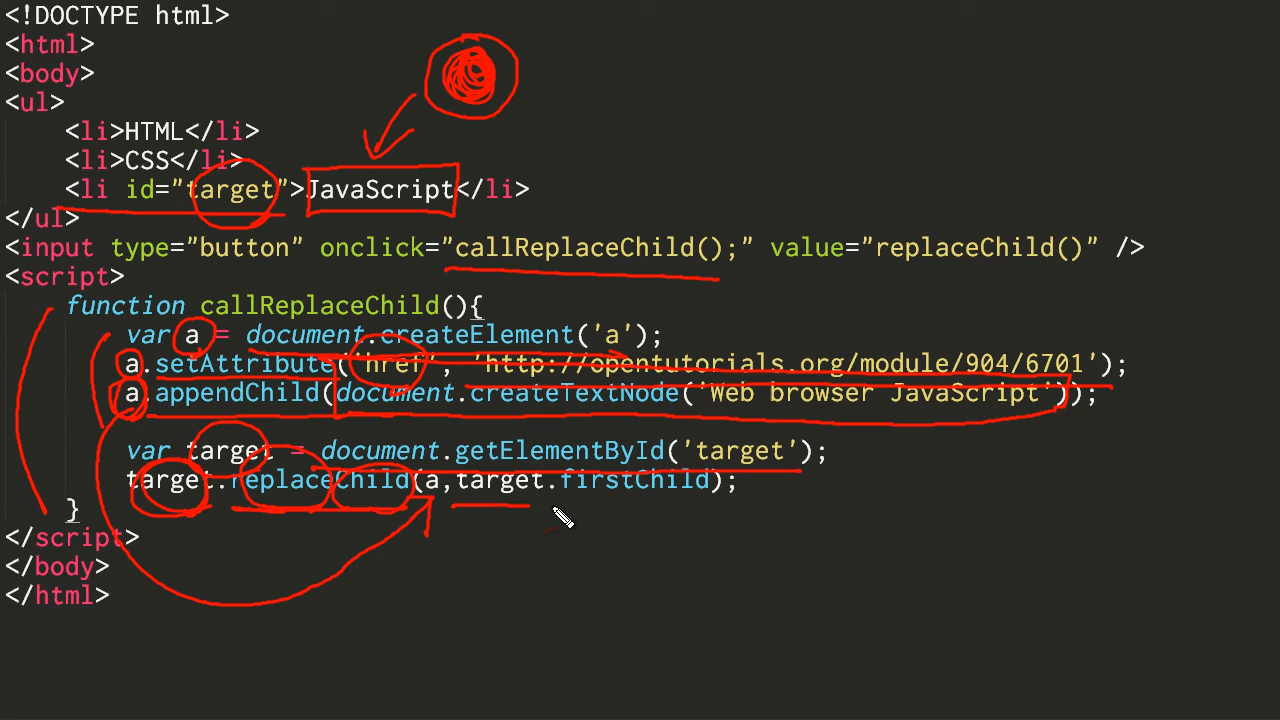 <!DOCTYPE html>
<html>
<body>
<ul>
    <li>HTML</li>
    <li>CSS</li>
    <li id="target">JavaScript</li>
</ul>
<input type="button" onclick="callReplaceChild();" value="replaceChild()" />
<script>
    function callReplaceChild(){
        var a = document.createElement('a');
        a.setAttribute('href', 'http://opentutorials.org/module/904/6701');
        a.appendChild(document.createTextNode('Web browser JavaScript'));

        var target = document.getElementById('target');
        target.replaceChild(a,target.firstChild);
    }
</script>
</body>
</html>